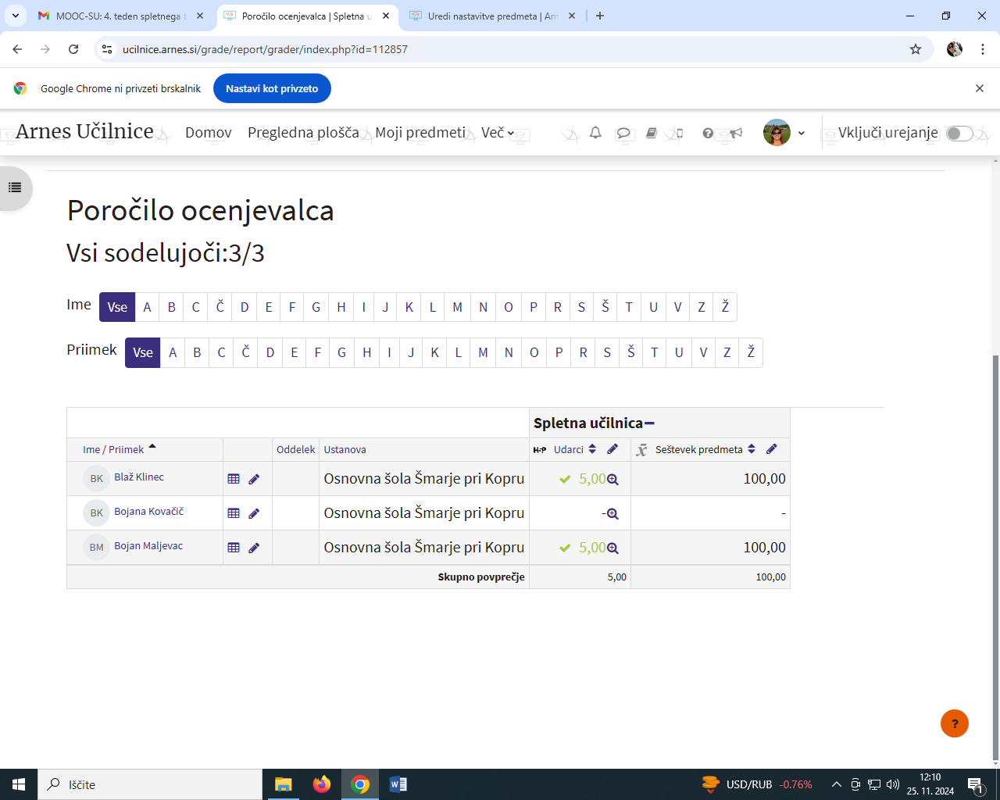 MOOC-SU: 4. teden spletnega t
Poročilo ocenjevalca | Spletna u
Uredi nastavitve predmeta | Arn
ucilnice.arnes.si/grade/report/grader/index.php?id=112857
Google Chrome ni privzeti brskalnik
Nastavi kot privzeto
Arnes Učilnice Domov Pregledna plošča Moji predmeti Več Vključi urejanje
Poročilo ocenjevalca
Vsi sodelujoči:3/3
Ime Vse A B C Č D E F G H I J K L M N O P R S Š T U V Z Ž
Priimek Vse A B C Č D E F G H I J K L M N O P R S Š T U V Z Ž
Spletna učilnica
Ime / Priimek Oddelek Ustanova H-P Udarci x̄ Seštevek predmeta
BK Blaž Klinec Osnovna šola Šmarje pri Kopru 5,00 100,00
BK Bojana Kovačič Osnovna šola Šmarje pri Kopru - -
BM Bojan Maljevac Osnovna šola Šmarje pri Kopru 5,00 100,00
Skupno povprečje 5,00 100,00
?
Iščite
USD/RUB -0.76%
12:10
25. 11. 2024
1